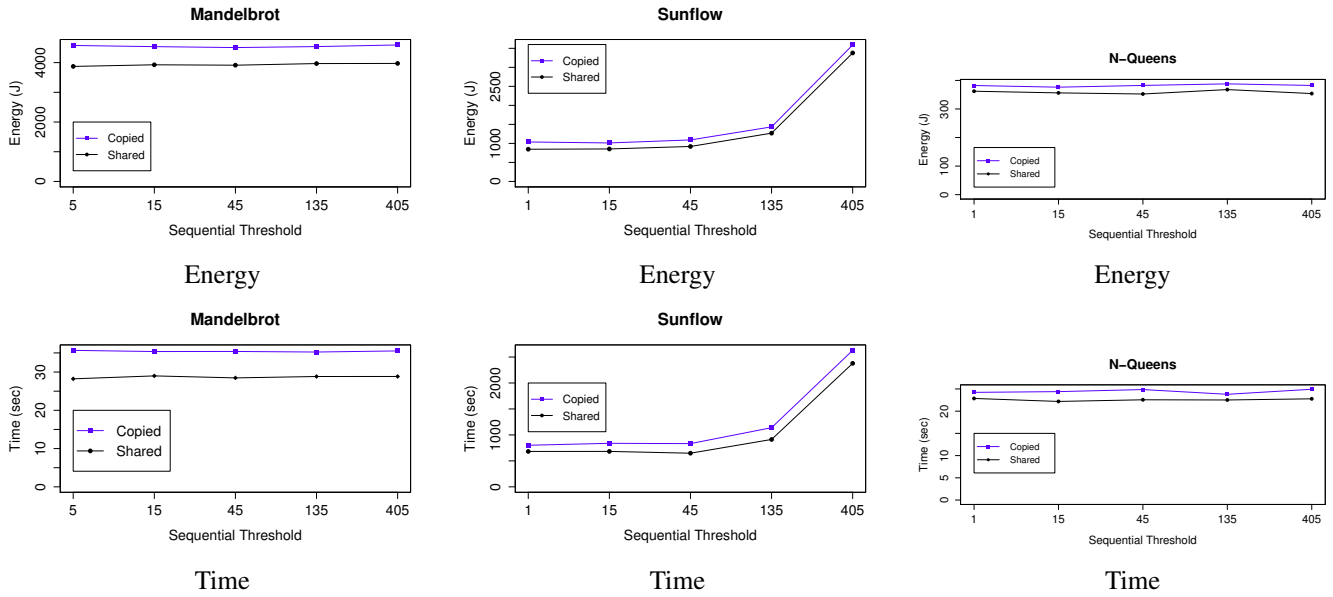 Mandelbrot
Energy (J)
0
2000
4000
Copied
Shared
5 15 45 135 405
Sequential Threshold
Energy
Sunflow
Energy (J)
0
1000
2500
Copied
Shared
1 15 45 135 405
Sequential Threshold
Energy
N−Queens
Energy (J)
0
100
300
Copied
Shared
1 15 45 135 405
Sequential Threshold
Energy
Mandelbrot
Time (sec)
0
10
20
30
Copied
Shared
5 15 45 135 405
Sequential Threshold
Time
Sunflow
Time (sec)
0
1000
2000
Copied
Shared
1 15 45 135 405
Sequential Threshold
Time
N−Queens
Time (sec)
0
5
10
20
Copied
Shared
1 15 45 135 405
Sequential Threshold
Time